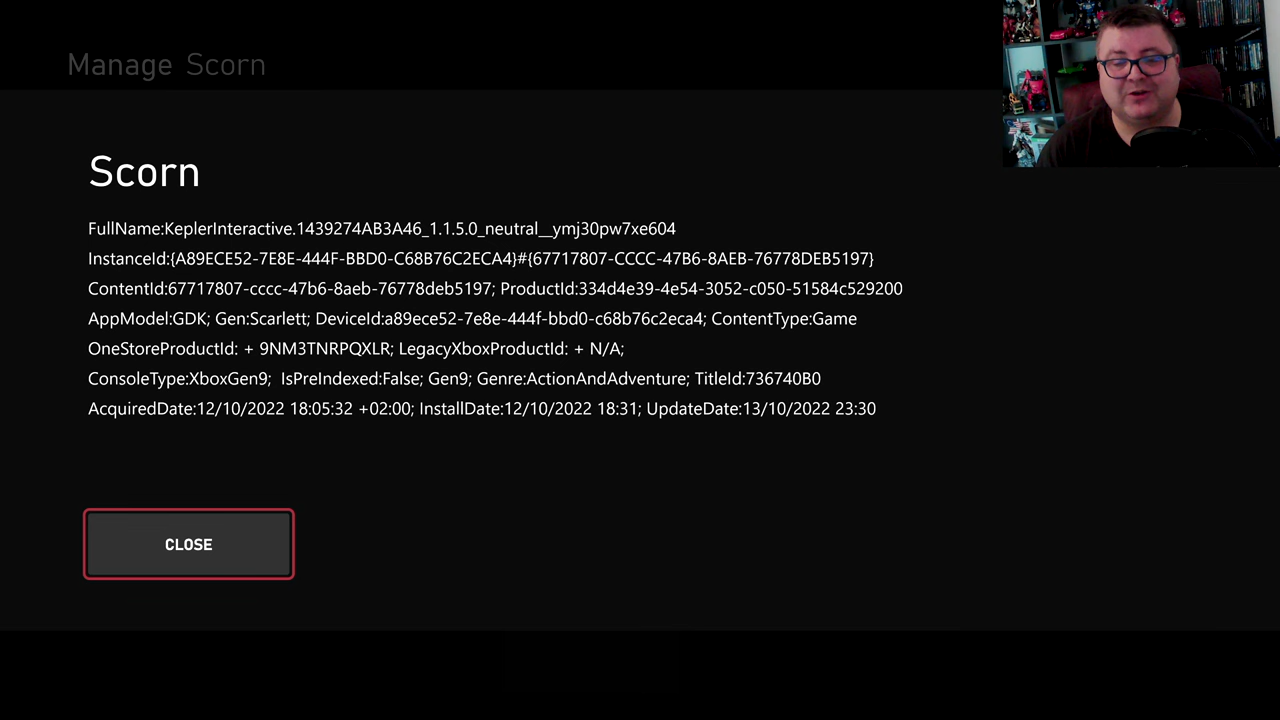 Manage Scorn
Scorn
FullName:KeplerInteractive.1439274AB3A46_1.1.5.0_neutral__ymj30pw7xe604
InstanceId:{A89ECE52-7E8E-444F-BBD0-C68B76C2ECA4}#{67717807-CCCC-47B6-8AEB-76778DEB5197}
ContentId:67717807-cccc-47b6-8aeb-76778deb5197; ProductId:334d4e39-4e54-3052-c050-51584c529200
AppModel:GDK; Gen:Scarlett; DeviceId:a89ece52-7e8e-444f-bbd0-c68b76c2eca4; ContentType:Game
OneStoreProductId: + 9NM3TNRPQXLR; LegacyXboxProductId: + N/A;
ConsoleType:XboxGen9;  IsPreIndexed:False; Gen9; Genre:ActionAndAdventure; TitleId:736740B0
AcquiredDate:12/10/2022 18:05:32 +02:00; InstallDate:12/10/2022 18:31; UpdateDate:13/10/2022 23:30
CLOSE